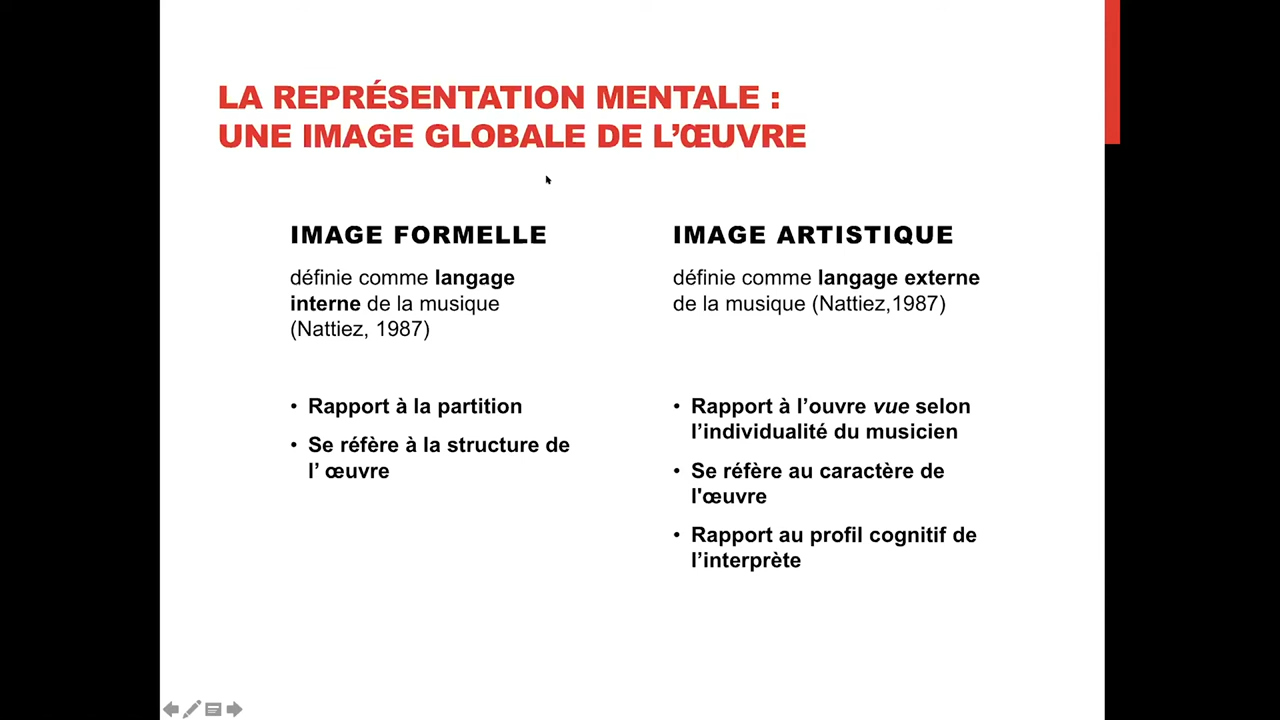 LA REPRÉSENTATION MENTALE :
UNE IMAGE GLOBALE DE L’ŒUVRE
IMAGE FORMELLE
définie comme langage
interne de la musique
(Nattiez, 1987)
• Rapport à la partition
• Se réfère à la structure de
l’ œuvre
IMAGE ARTISTIQUE
définie comme langage externe
de la musique (Nattiez,1987)
• Rapport à l’ouvre vue selon
l’individualité du musicien
• Se réfère au caractère de
l'œuvre
• Rapport au profil cognitif de
l’interprète